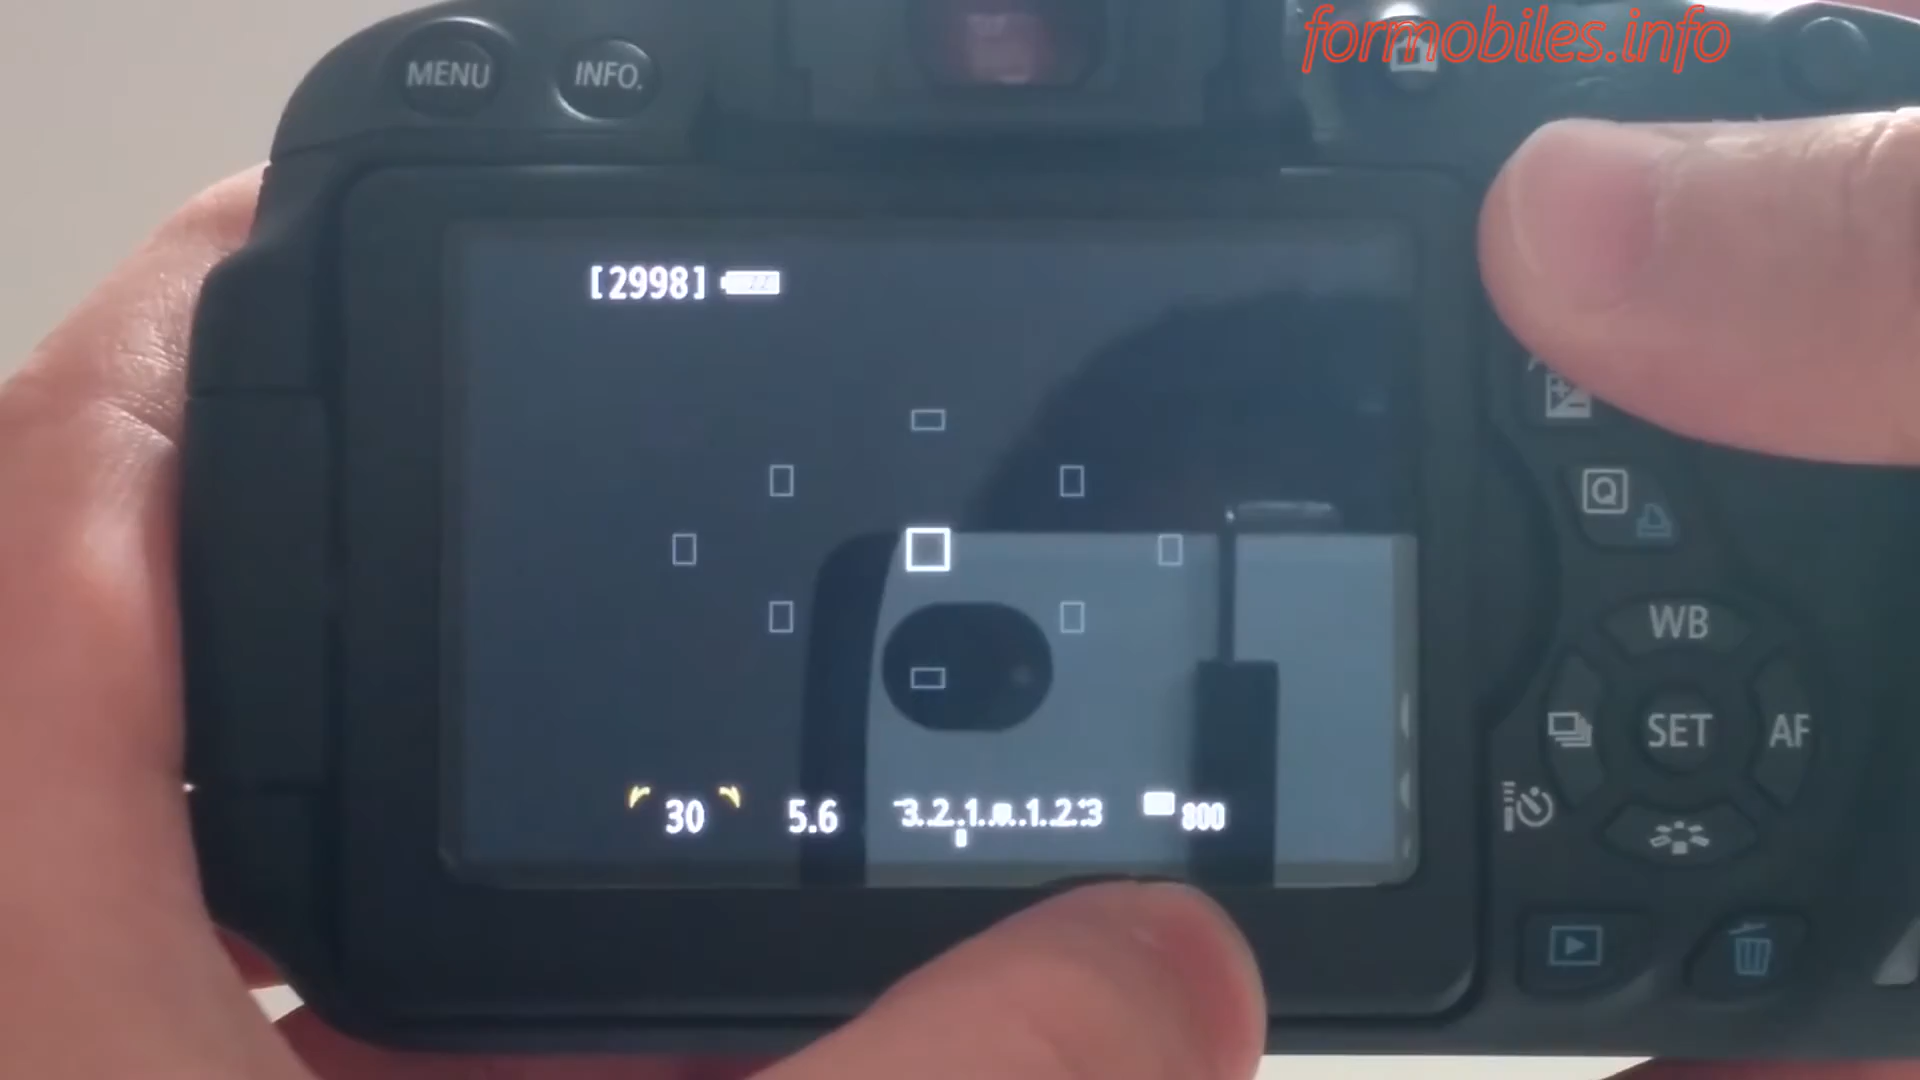 formobiles.info
MENU
INFO.
[2998]
Q
WB
SET
AF
30 5.6 -3..2..1..0..1..2..3 800